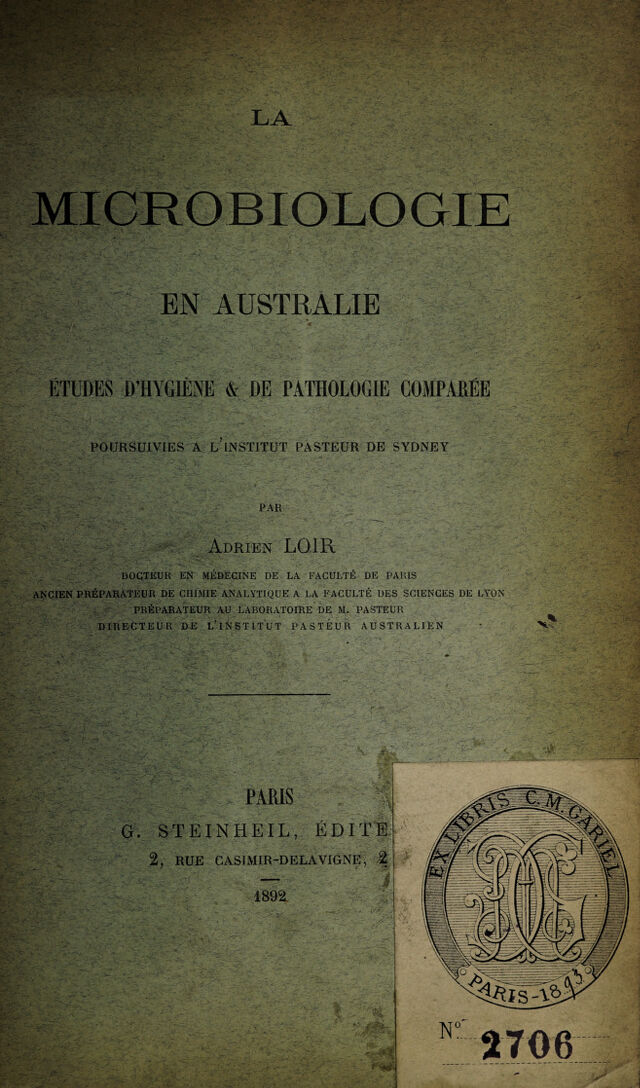 LA
MICROBIOLOGIE
EN AUSTRALIE
ÉTUDES D'HYGIÈNE & DE PATHOLOGIE COMPARÉE
POURSUIVIES A L'INSTITUT PASTEUR DE SYDNEY
PAR
ADRIEN LOIR
DOCTEUR EN MÉDECINE DE LA FACULTÉ DE PARIS
ANCIEN PRÉPARATEUR DE CHIMIE ANALYTIQUE A LA FACULTÉ DES SCIENCES DE LYON
PRÉPARATEUR AU LABORATOIRE DE M. PASTEUR
DIRECTEUR DE L'INSTITUT PASTEUR AUSTRALIEN
PARIS
G. STEINHEIL, ÉDITE
2, RUE CASIMIR-DELAVIGNE, 2
1892
EX LIBRIS C.M. GARIEL
PARIS-1893
N° 2706